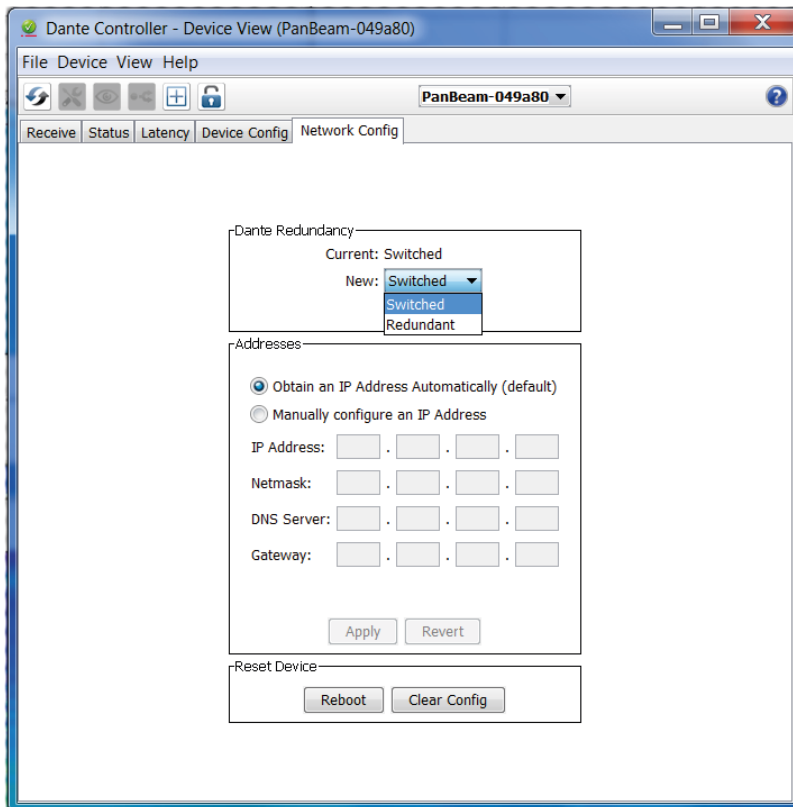 Dante Controller - Device View (PanBeam-049a80)
File Device View Help
PanBeam-049a80
?
Receive Status Latency Device Config Network Config
Dante Redundancy
Current: Switched
New: Switched
Switched
Redundant
Addresses
Obtain an IP Address Automatically (default)
Manually configure an IP Address
IP Address: . . .
Netmask: . . .
DNS Server: . . .
Gateway: . . .
Apply Revert
Reset Device
Reboot Clear Config